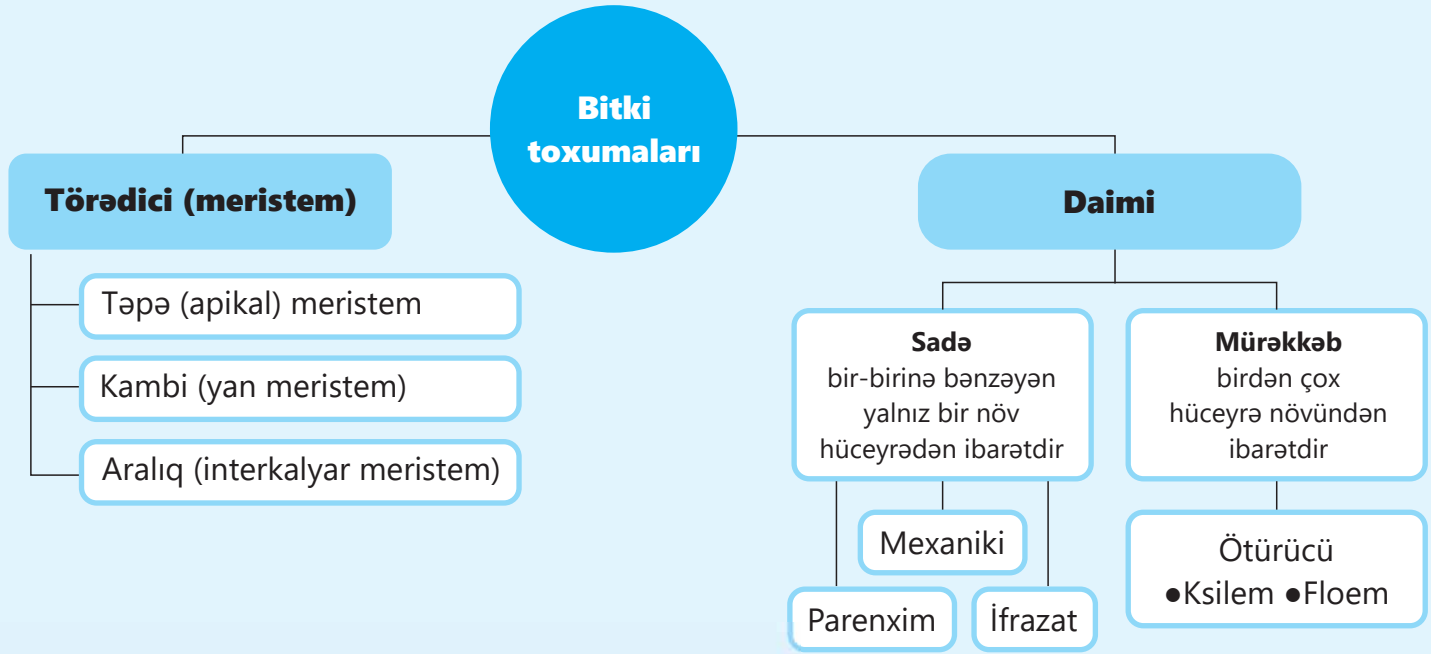 Bitki
toxumaları
Törədici (meristem)
Təpə (apikal) meristem
Kambi (yan meristem)
Aralıq (interkalyar meristem)
Daimi
Sadə
bir-birinə bənzəyən
yalnız bir növ
hüceyrədən ibarətdir
Mexaniki
Parenxim
İfrazat
Mürəkkəb
birdən çox
hüceyrə növündən
ibarətdir
Ötürücü
●Ksilem ●Floem